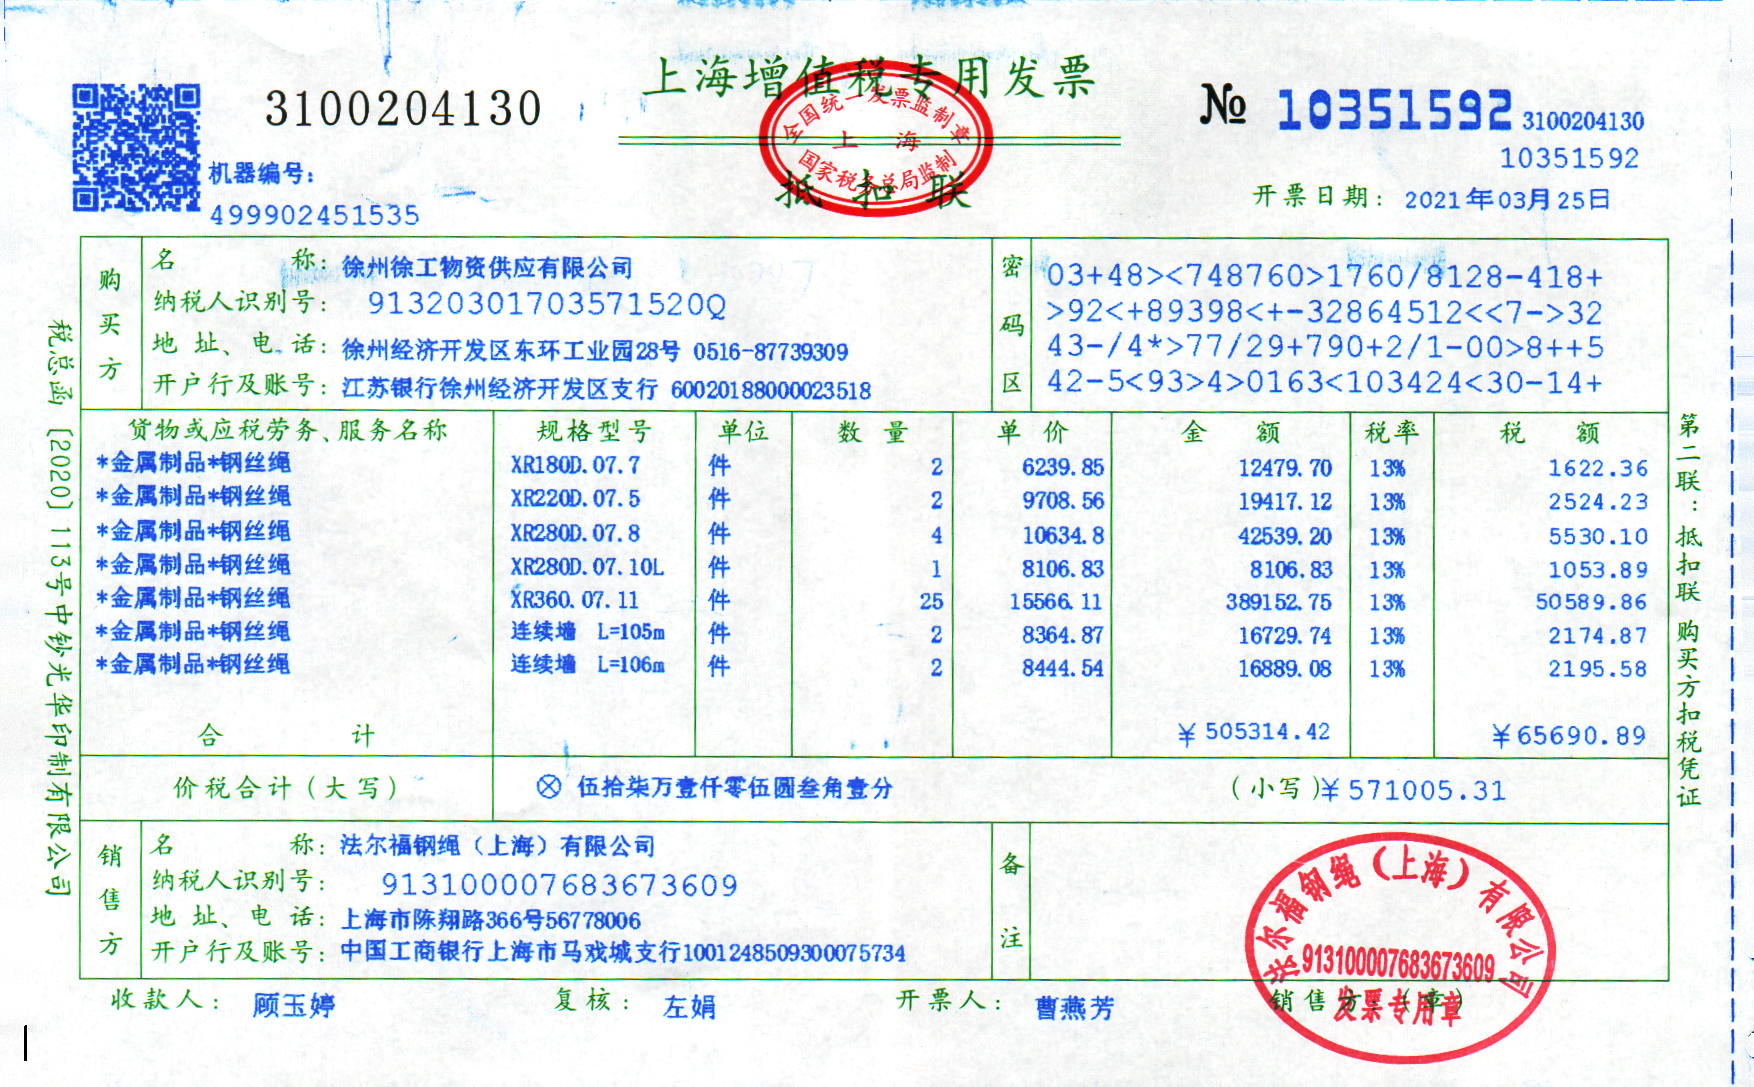 上海增值税专用发票
3100204130
№ 10351592 3100204130
10351592
全国统一发票监制章
上海
国家税务总局监制
抵扣联
机器编号:
499902451535
开票日期: 2021年03月25日
购买方
名称: 徐州徐工物资供应有限公司
纳税人识别号: 91320301703571520Q
地址、电话: 徐州经济开发区东环工业园28号 0516-87739309
开户行及账号: 江苏银行徐州经济开发区支行 60020188000023518
密码区
03+48><748760>1760/8128-418+
>92<+89398<+-32864512<<7->32
43-/4*>77/29+790+2/1-00>8++5
42-5<93>4>0163<103424<30-14+
货物或应税劳务、服务名称 规格型号 单位 数量 单价 金额 税率 税额
*金属制品*钢丝绳 XR180D.07.7 件 2 6239.85 12479.70 13% 1622.36
*金属制品*钢丝绳 XR220D.07.5 件 2 9708.56 19417.12 13% 2524.23
*金属制品*钢丝绳 XR280D.07.8 件 4 10634.8 42539.20 13% 5530.10
*金属制品*钢丝绳 XR280D.07.10L 件 1 8106.83 8106.83 13% 1053.89
*金属制品*钢丝绳 XR360.07.11 件 25 15566.11 389152.75 13% 50589.86
*金属制品*钢丝绳 连续墙 L=105m 件 2 8364.87 16729.74 13% 2174.87
*金属制品*钢丝绳 连续墙 L=106m 件 2 8444.54 16889.08 13% 2195.58
合计 ¥505314.42 ¥65690.89
价税合计(大写) ⊗ 伍拾柒万壹仟零伍圆叁角壹分 (小写)¥571005.31
销售方
名称: 法尔福钢绳(上海)有限公司
纳税人识别号: 913100007683673609
地址、电话: 上海市陈翔路366号56778006
开户行及账号: 中国工商银行上海市马戏城支行1001248509300075734
备注
收款人: 顾玉婷 复核: 左娟 开票人: 曹燕芳 销售方:(章)
法尔福钢绳(上海)有限公司
913100007683673609
发票专用章
税总函[2020]113号中钞光华印制有限公司
第二联:抵扣联 购买方扣税凭证